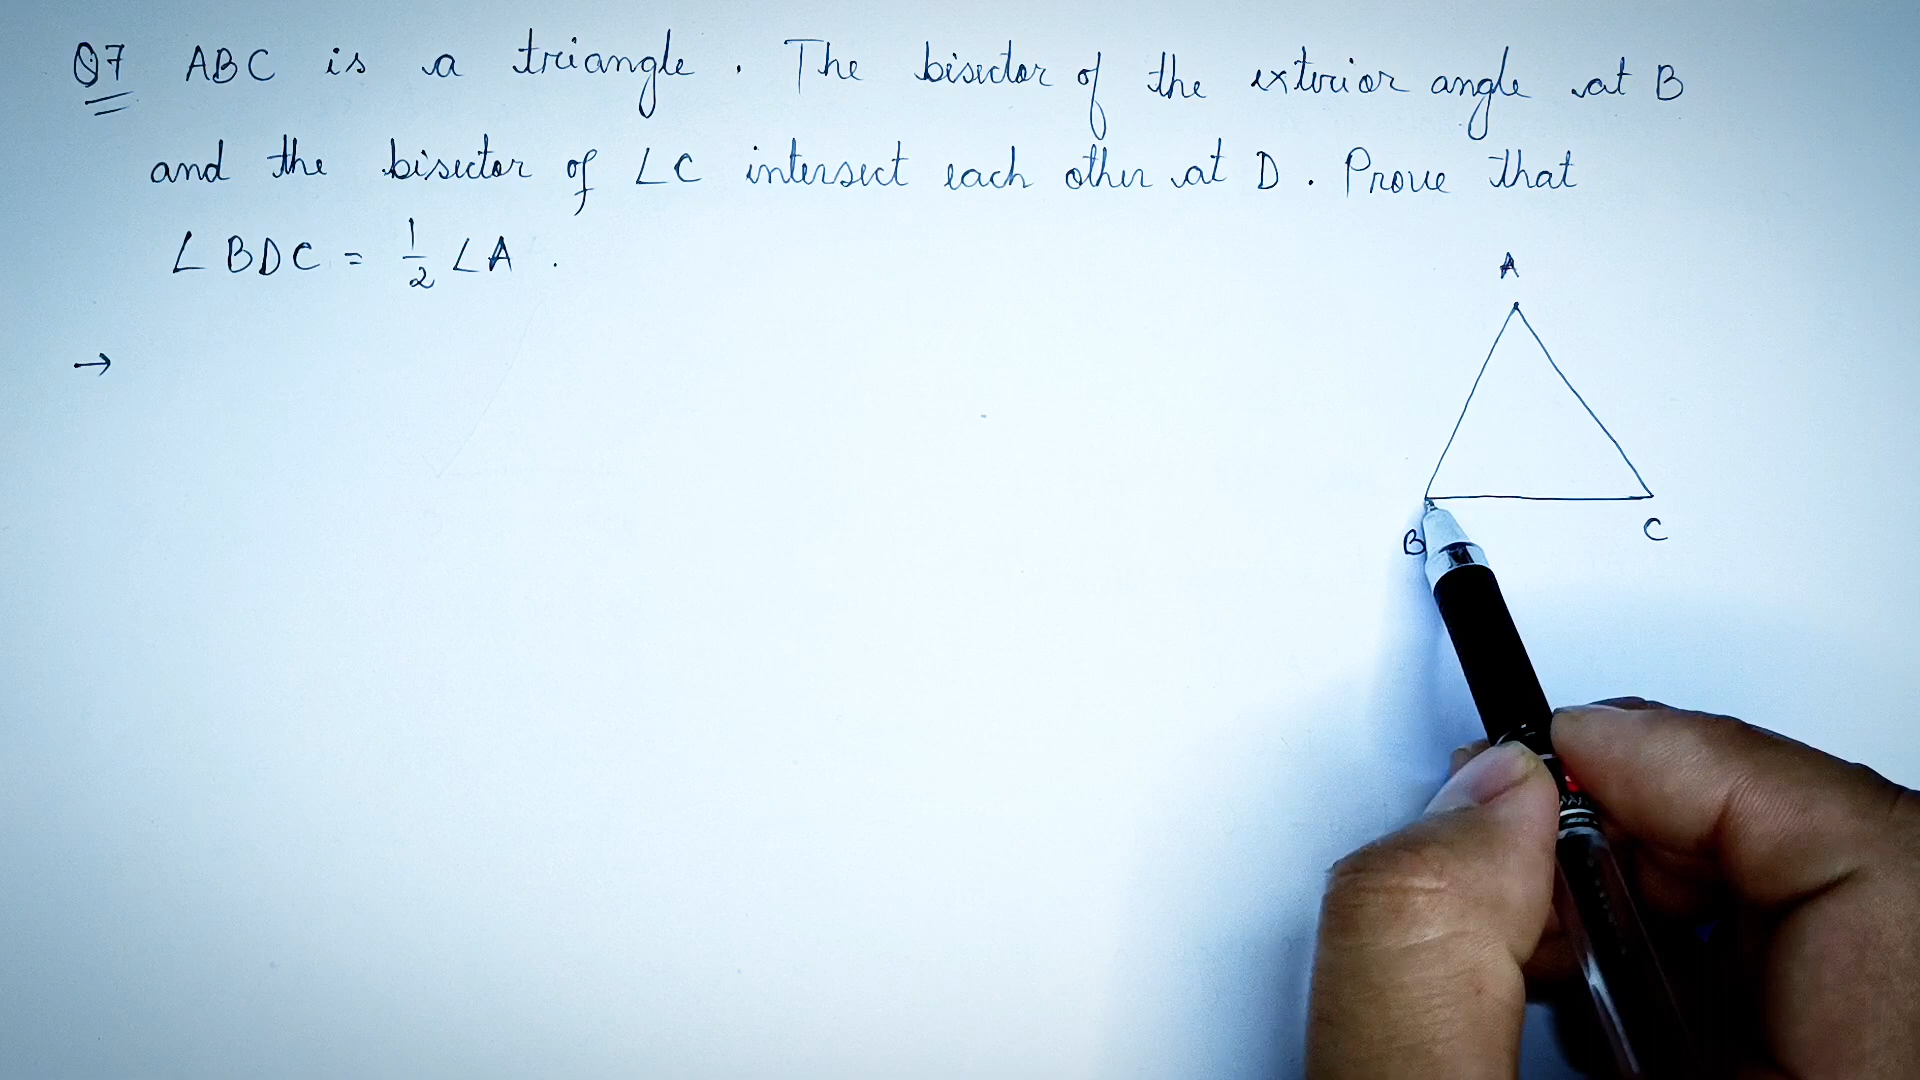 Q7 ABC is a triangle . The bisector of the exterior angle at B
and the bisector of ∠C intersect each other at D . Prove that
∠BDC = 1/2 ∠A .
→
A
B
C